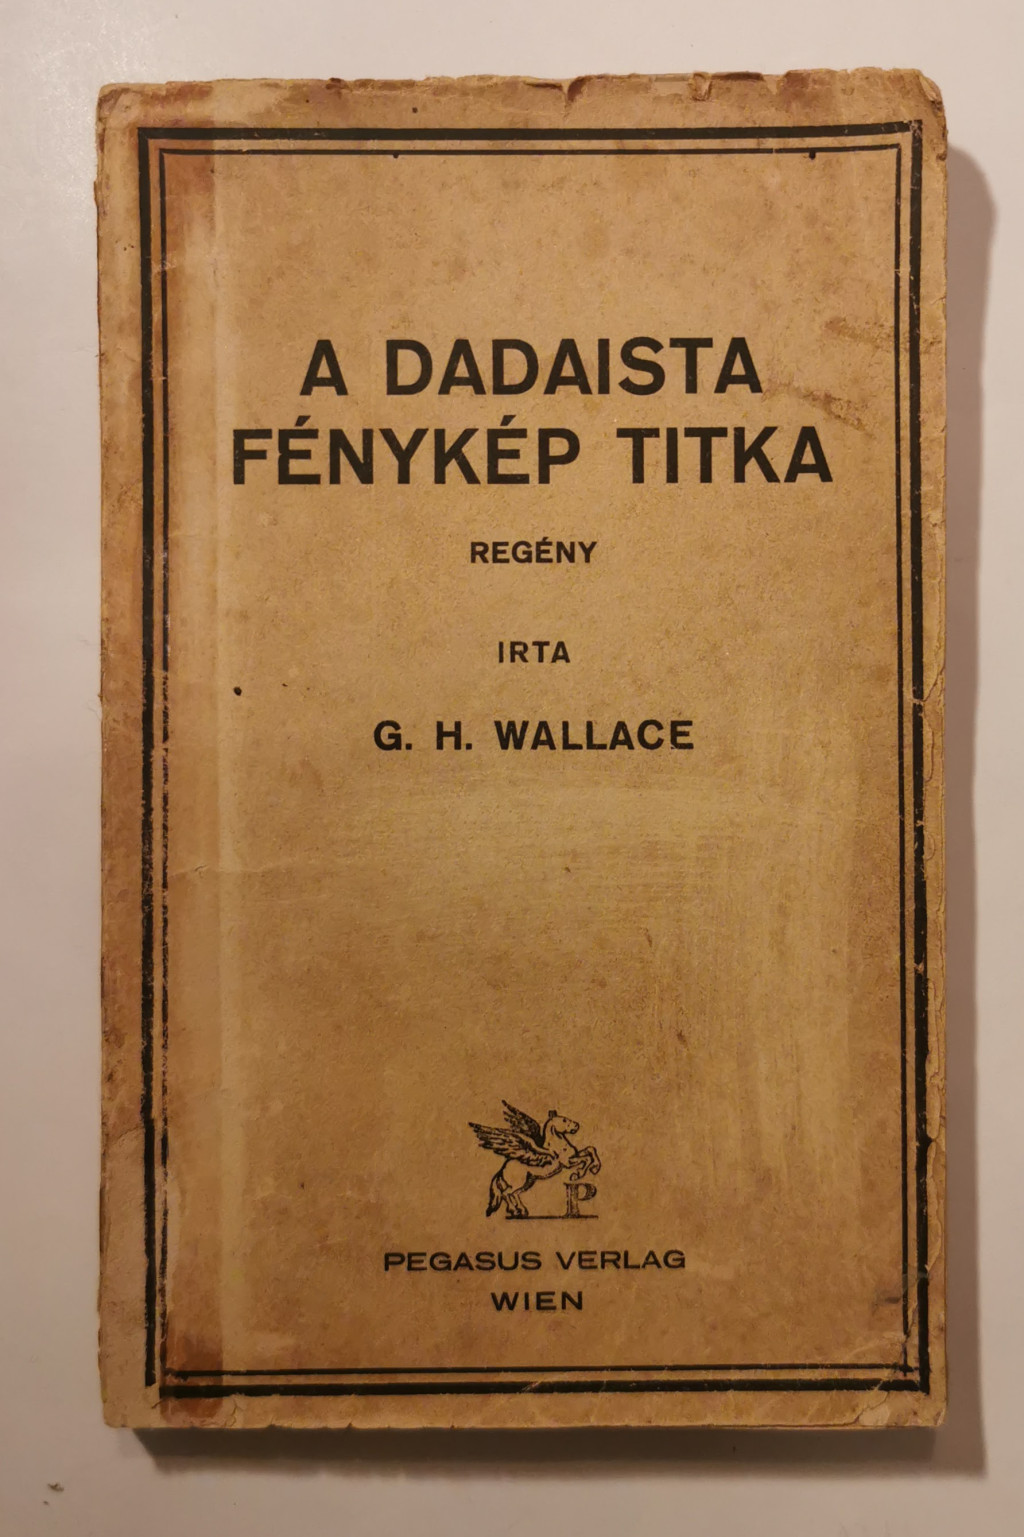 A DADAISTA
FÉNYKÉP TITKA
REGÉNY
IRTA
G. H. WALLACE
P
PEGASUS VERLAG
WIEN